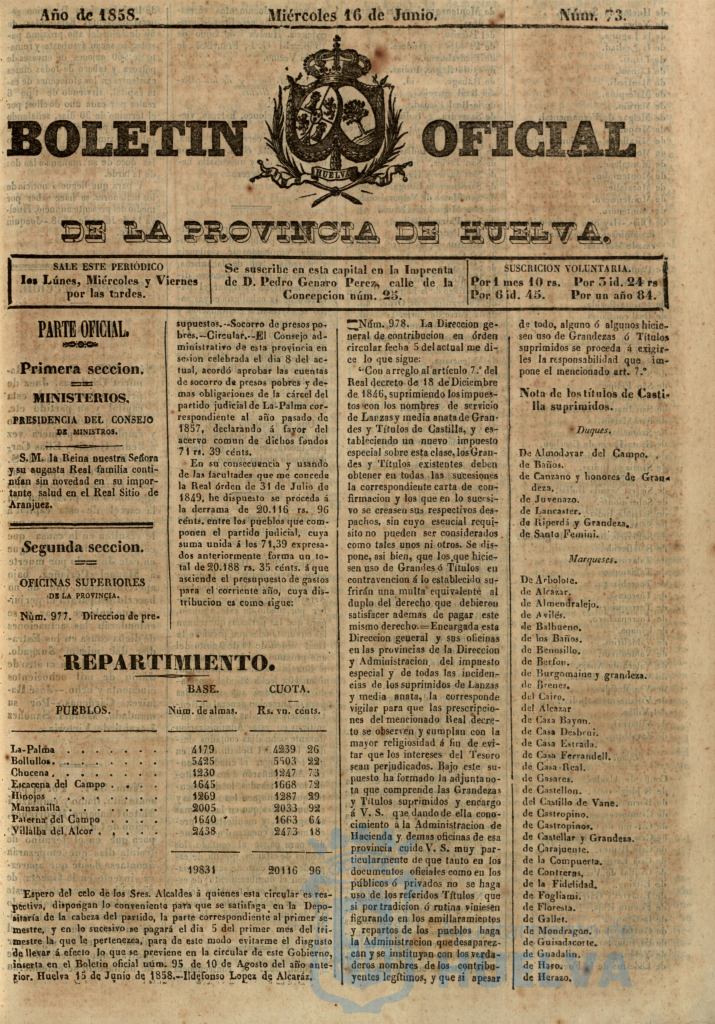 Año de 1858.
Miércoles 16 de Junio.
Núm. 73.
BOLETIN OFICIAL
HUELVA
DE LA PROVINCIA DE HUELVA.
SALE ESTE PERIÓDICO
los Lúnes, Miércoles y Viernes
por las tardes.
Se suscribe en esta capital en la Imprenta
de D. Pedro Genaro Perez, calle de la
Concepcion núm. 25.
SUSCRICION VOLUNTARIA.
Por 1 mes 10 rs. Por 3 id. 24 rs
Por 6 id. 45. Por un año 84.
PARTE OFICIAL.
Primera seccion.
MINISTERIOS.
PRESIDENCIA DEL CONSEJO
DE MINISTROS.
S. M. la Reina nuestra Señora
y su augusta Real familia conti-
núan sin novedad en su impor-
tante salud en el Real Sitio de
Aranjuez.
Segunda seccion.
OFICINAS SUPERIORES
DE LA PROVINCIA.
Núm. 977. Direccion de pre-
supuestos.—Socorro de presos po-
bres.—Circular.—El Consejo ad-
ministrativo de esta provincia en
sesion celebrada el dia 8 del ac-
tual, acordó aprobar las cuentas
de socorro de presos pobres y de-
mas obligaciones de la cárcel del
partido judicial de La-Palma cor-
respondiente al año pasado de
1857, declarando á favor del
acervo comun de dichos fondos
71 rs. 39 cénts.
En su consecuencia y usando
de las facultades que me concede
la Real órden de 31 de Julio de
1849, he dispuesto se proceda á
la derrama de 20.116 rs. 96
cénts. entre los pueblos que com-
ponen el partido judicial, cuya
suma unida á los 71,39 expresa-
dos anteriormente forma un to-
tal de 20.188 rs. 35 cénts. á que
asciende el presupuesto de gastos
para el corriente año, cuya dis-
tribucion es como sigue:
REPARTIMIENTO.
BASE. CUOTA.
PUEBLOS. Núm. de almas. Rs. vn. cénts.
La-Palma . . . . . . . 4179 4239 26
Bollullos. . . . . . . 5425 5503 22
Chucena . . . . . . . 1230 1247 73
Escacena del Campo . . . . 1645 1668 72
Hinojos . . . . . . . 1269 1287 29
Manzanilla . . . . . . 2005 2033 92
Paterna del Campo . . . . 1640 1663 64
Villalba del Alcor . . . . . 2438 2473 18
19831 20116 96
Espero del celo de los Sres. Alcaldes á quienes esta circular es res-
pectiva, dispongan lo conveniente para que se satisfaga en la Depo-
sitaría de la cabeza del partido, la parte correspondiente al primer se-
mestre, y en lo sucesivo se pagará el dia 5 del primer mes del tri-
mestre la que le pertenezca, para de este modo evitarme el disgusto
de llevar á efecto lo que se previene en la circular de este Gobierno,
inserta en el Boletin oficial núm. 95 de 10 de Agosto del año ante-
rior. Huelva 15 de Junio de 1858.—Ildefonso Lopez de Alcaráz.
Núm. 978. La Direccion ge-
neral de contribucion en órden
circular fecha 5 del actual me di-
ce lo que sigue:
"Con arreglo al artículo 7.º del
Real decreto de 18 de Diciembre
de 1846, suprimiendo los impues-
tos con los nombres de servicio
de Lanzas y media anata de Gran-
des y Títulos de Castilla, y es-
tableciendo un nuevo impuesto
especial sobre esta clase, los Gran-
des y Títulos existentes deben
obtener en todas las sucesiones
la correspondiente carta de con-
firmacion y los que en lo sucesi-
vo se creasen sus respectivos des-
pachos, sin cuyo esencial requi-
sito no pueden ser considerados
como tales unos ni otros. Se dis-
pone, asi bien, que los que hicie-
sen uso de Grandes ó Títulos en
contravencion á lo establecido su-
frirán una multa equivalente al
duplo del derecho que debieron
satisfacer ademas de pagar este
mismo derecho.=Encargada esta
Direccion general y sus oficinas
en las provincias de la Direccion
y Administracion del impuesto
especial y de todas las inciden-
cias de los suprimidos de Lanzas
y media anata, la corresponde
vigilar para que las prescripcio-
nes del mencionado Real decre-
to se observen y cumplan con la
mayor religiosidad á fin de evi-
tar que los intereses del Tesoro
sean perjudicados. Bajo este su-
puesto ha formado la adjunta no-
ta que comprende las Grandezas
y Títulos suprimidos y encargo
á V. S. que dando de ella cono-
cimiento á la Administracion de
Hacienda y demas oficinas de esa
provincia cuide V. S. muy par-
ticularmente de que tanto en los
documentos oficiales como en los
públicos ó privados no se haga
uso de los referidos Títulos que
si por tradicion ó rutina viniesen
figurando en los amillaramientos
y repartos de los pueblos haga
la Administracion que desaparez-
can y se instituyan con los verda-
deros nombres de los contribu-
yentes legítimos, y que si apesar
de todo, alguno ó algunos hicie-
sen uso de Grandezas ó Títulos
suprimidos se proceda á exigir-
les la responsabilidad que im-
pone el mencionado art. 7.º
Nota de los títulos de Casti-
lla suprimidos.
Duques.
De Almodovar del Campo.
de Baños.
de Canzano y honores de Gran-
deza.
de Juvenazo.
de Lancaster.
de Riperdá y Grandeza.
de Santo Femini.
Marqueses.
De Arbolote.
de Alcazar.
de Almendralejo.
de Avilés.
de Balbueno.
de los Baños.
de Benosillo.
de Berfon.
de Burgomaine y grandeza.
de Brenes.
del Cairo.
del Alcazar
de Casa Bayon.
de Casa Desbeni.
de Casa Estrada.
de Casa Ferrandell.
de Casa Real.
de Casares.
de Castellon.
del Castillo de Vane.
de Castropino.
de Castropinos.
de Castellar y Grandeza.
de Carajuente.
de la Compuerta.
de Contreras.
de la Fidelidad.
de Fogliami.
de Floresta.
de Gallet.
de Mondragon.
de Guisadacorte.
de Guadalin.
de Haro.
de Herazo.